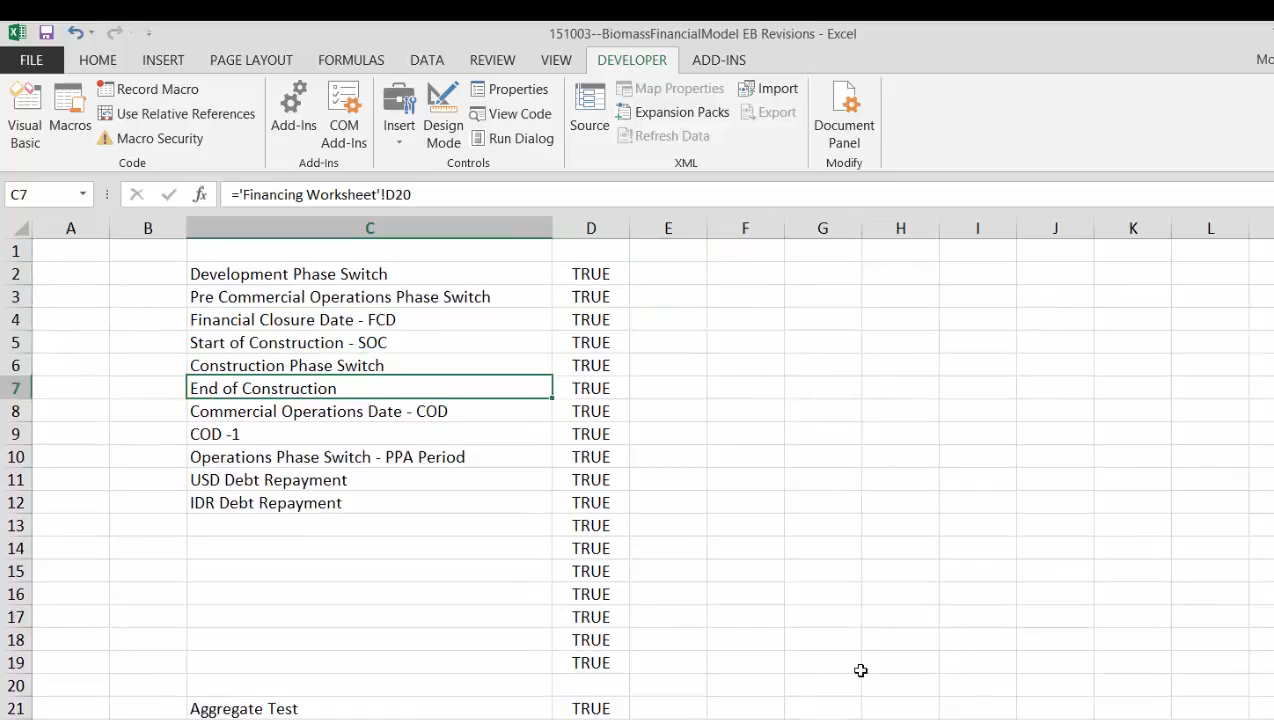 151003--BiomassFinancialModel EB Revisions - Excel
FILE HOME INSERT PAGE LAYOUT FORMULAS DATA REVIEW VIEW DEVELOPER ADD-INS Mo
Visual Basic
Macros
Record Macro
Use Relative References
Macro Security
Code
Add-Ins
COM Add-Ins
Add-Ins
Insert
Design Mode
Properties
View Code
Run Dialog
Controls
Source
Map Properties
Expansion Packs
Refresh Data
Import
Export
XML
Document Panel
Modify
C7 fx ='Financing Worksheet'!D20
A B C D E F G H I J K L
1
2 Development Phase Switch TRUE
3 Pre Commercial Operations Phase Switch TRUE
4 Financial Closure Date - FCD TRUE
5 Start of Construction - SOC TRUE
6 Construction Phase Switch TRUE
7 End of Construction TRUE
8 Commercial Operations Date - COD TRUE
9 COD -1 TRUE
10 Operations Phase Switch - PPA Period TRUE
11 USD Debt Repayment TRUE
12 IDR Debt Repayment TRUE
13 TRUE
14 TRUE
15 TRUE
16 TRUE
17 TRUE
18 TRUE
19 TRUE
20
21 Aggregate Test TRUE